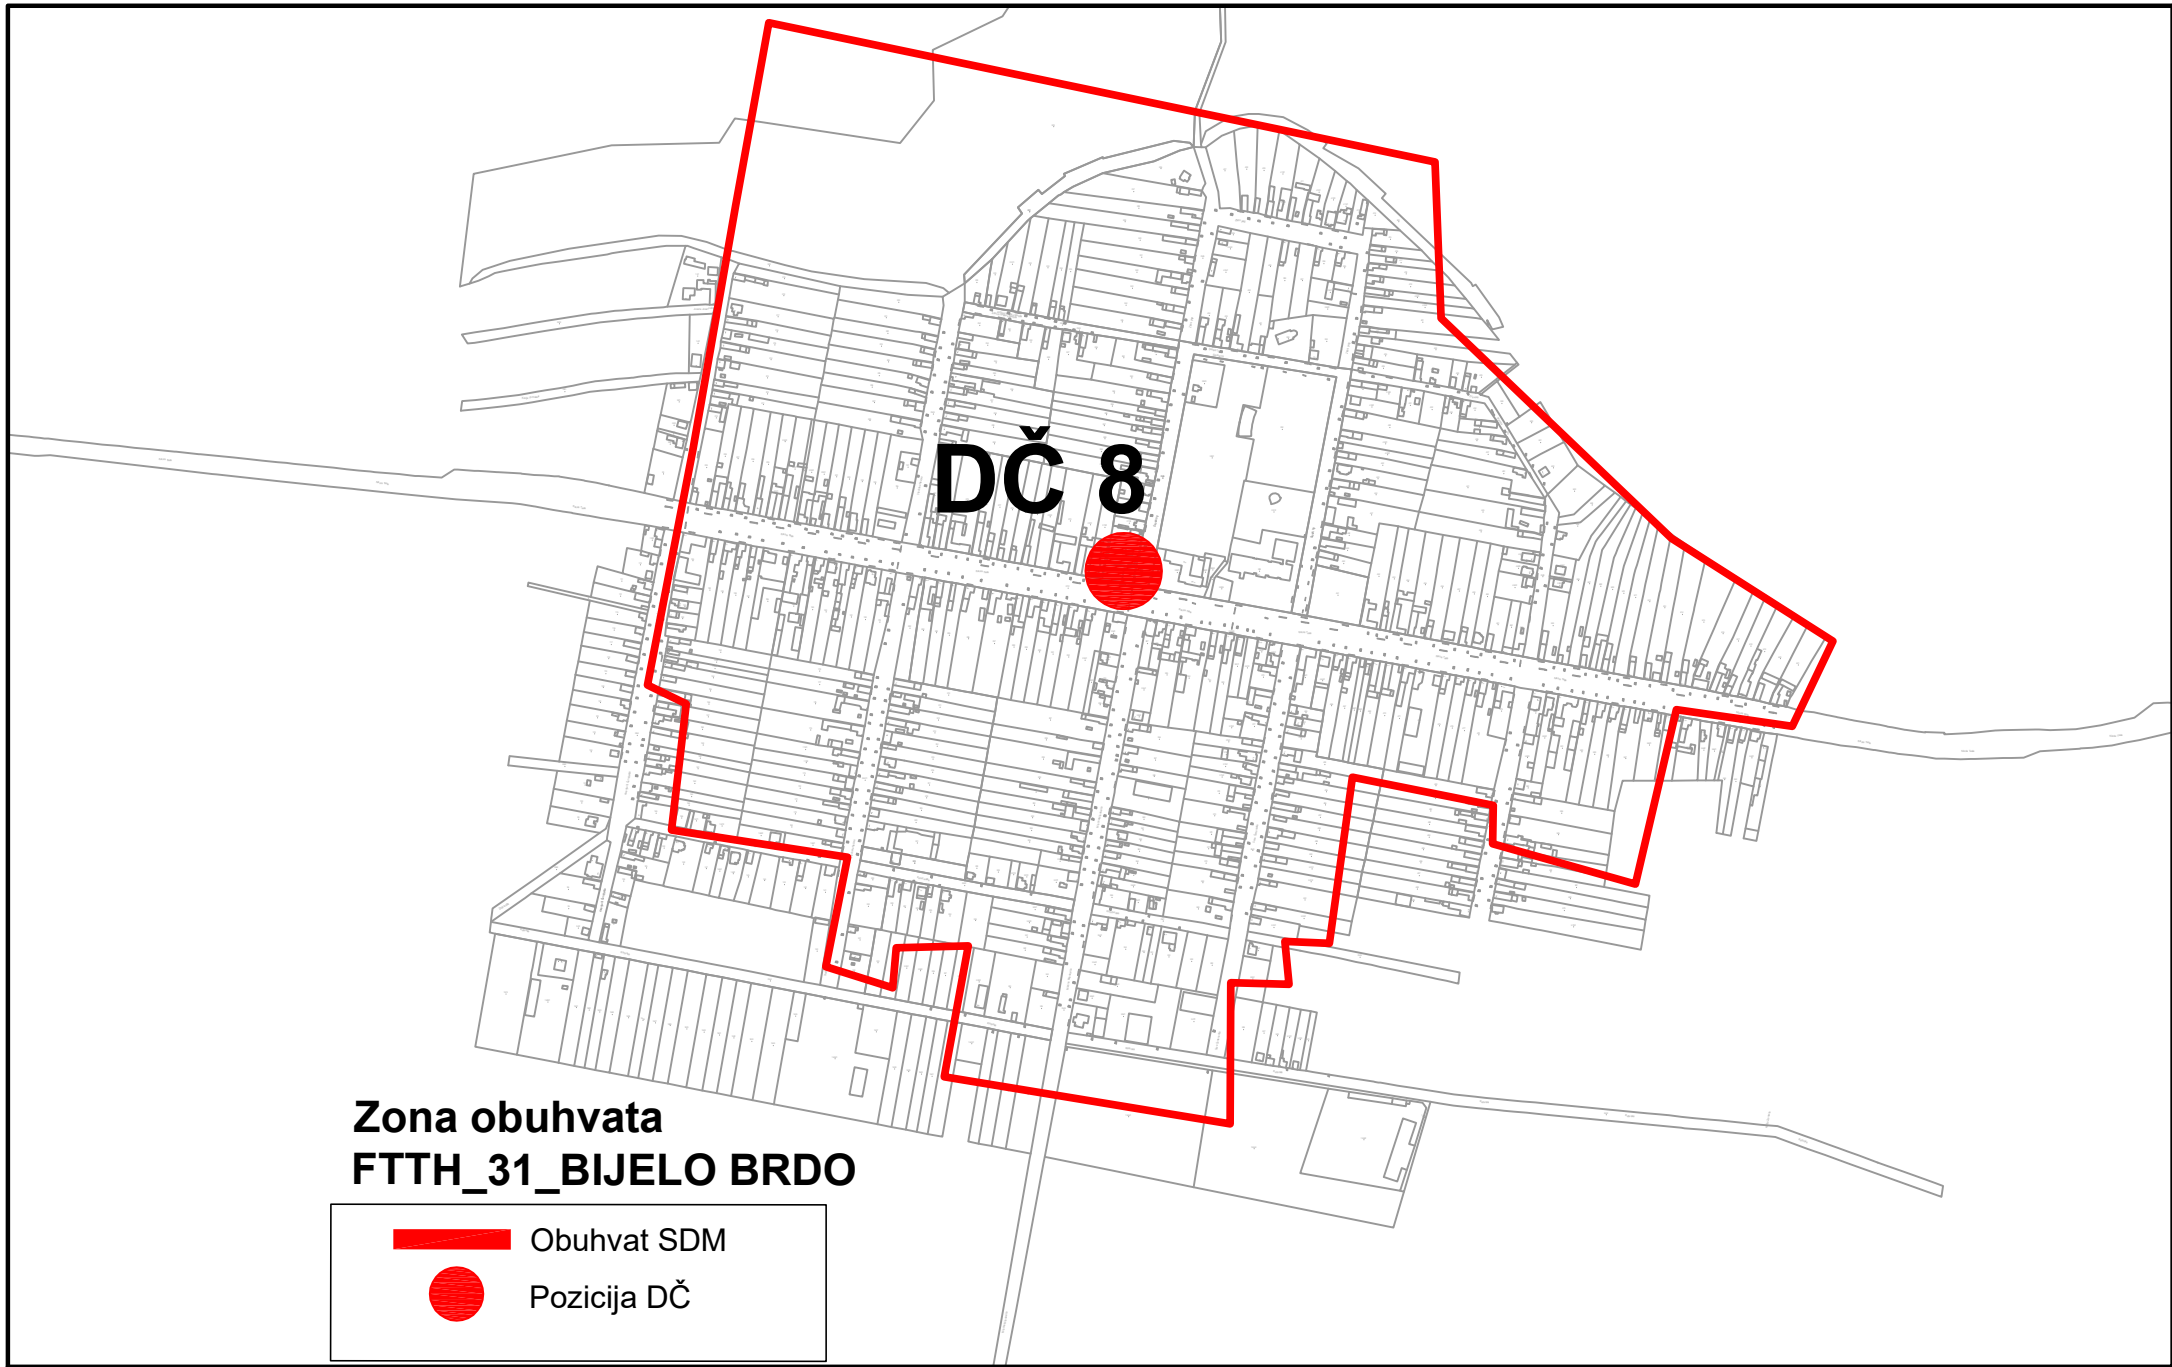 DČ 8
Zona obuhvata
FTTH_31_BIJELO BRDO
Obuhvat SDM
Pozicija DČ